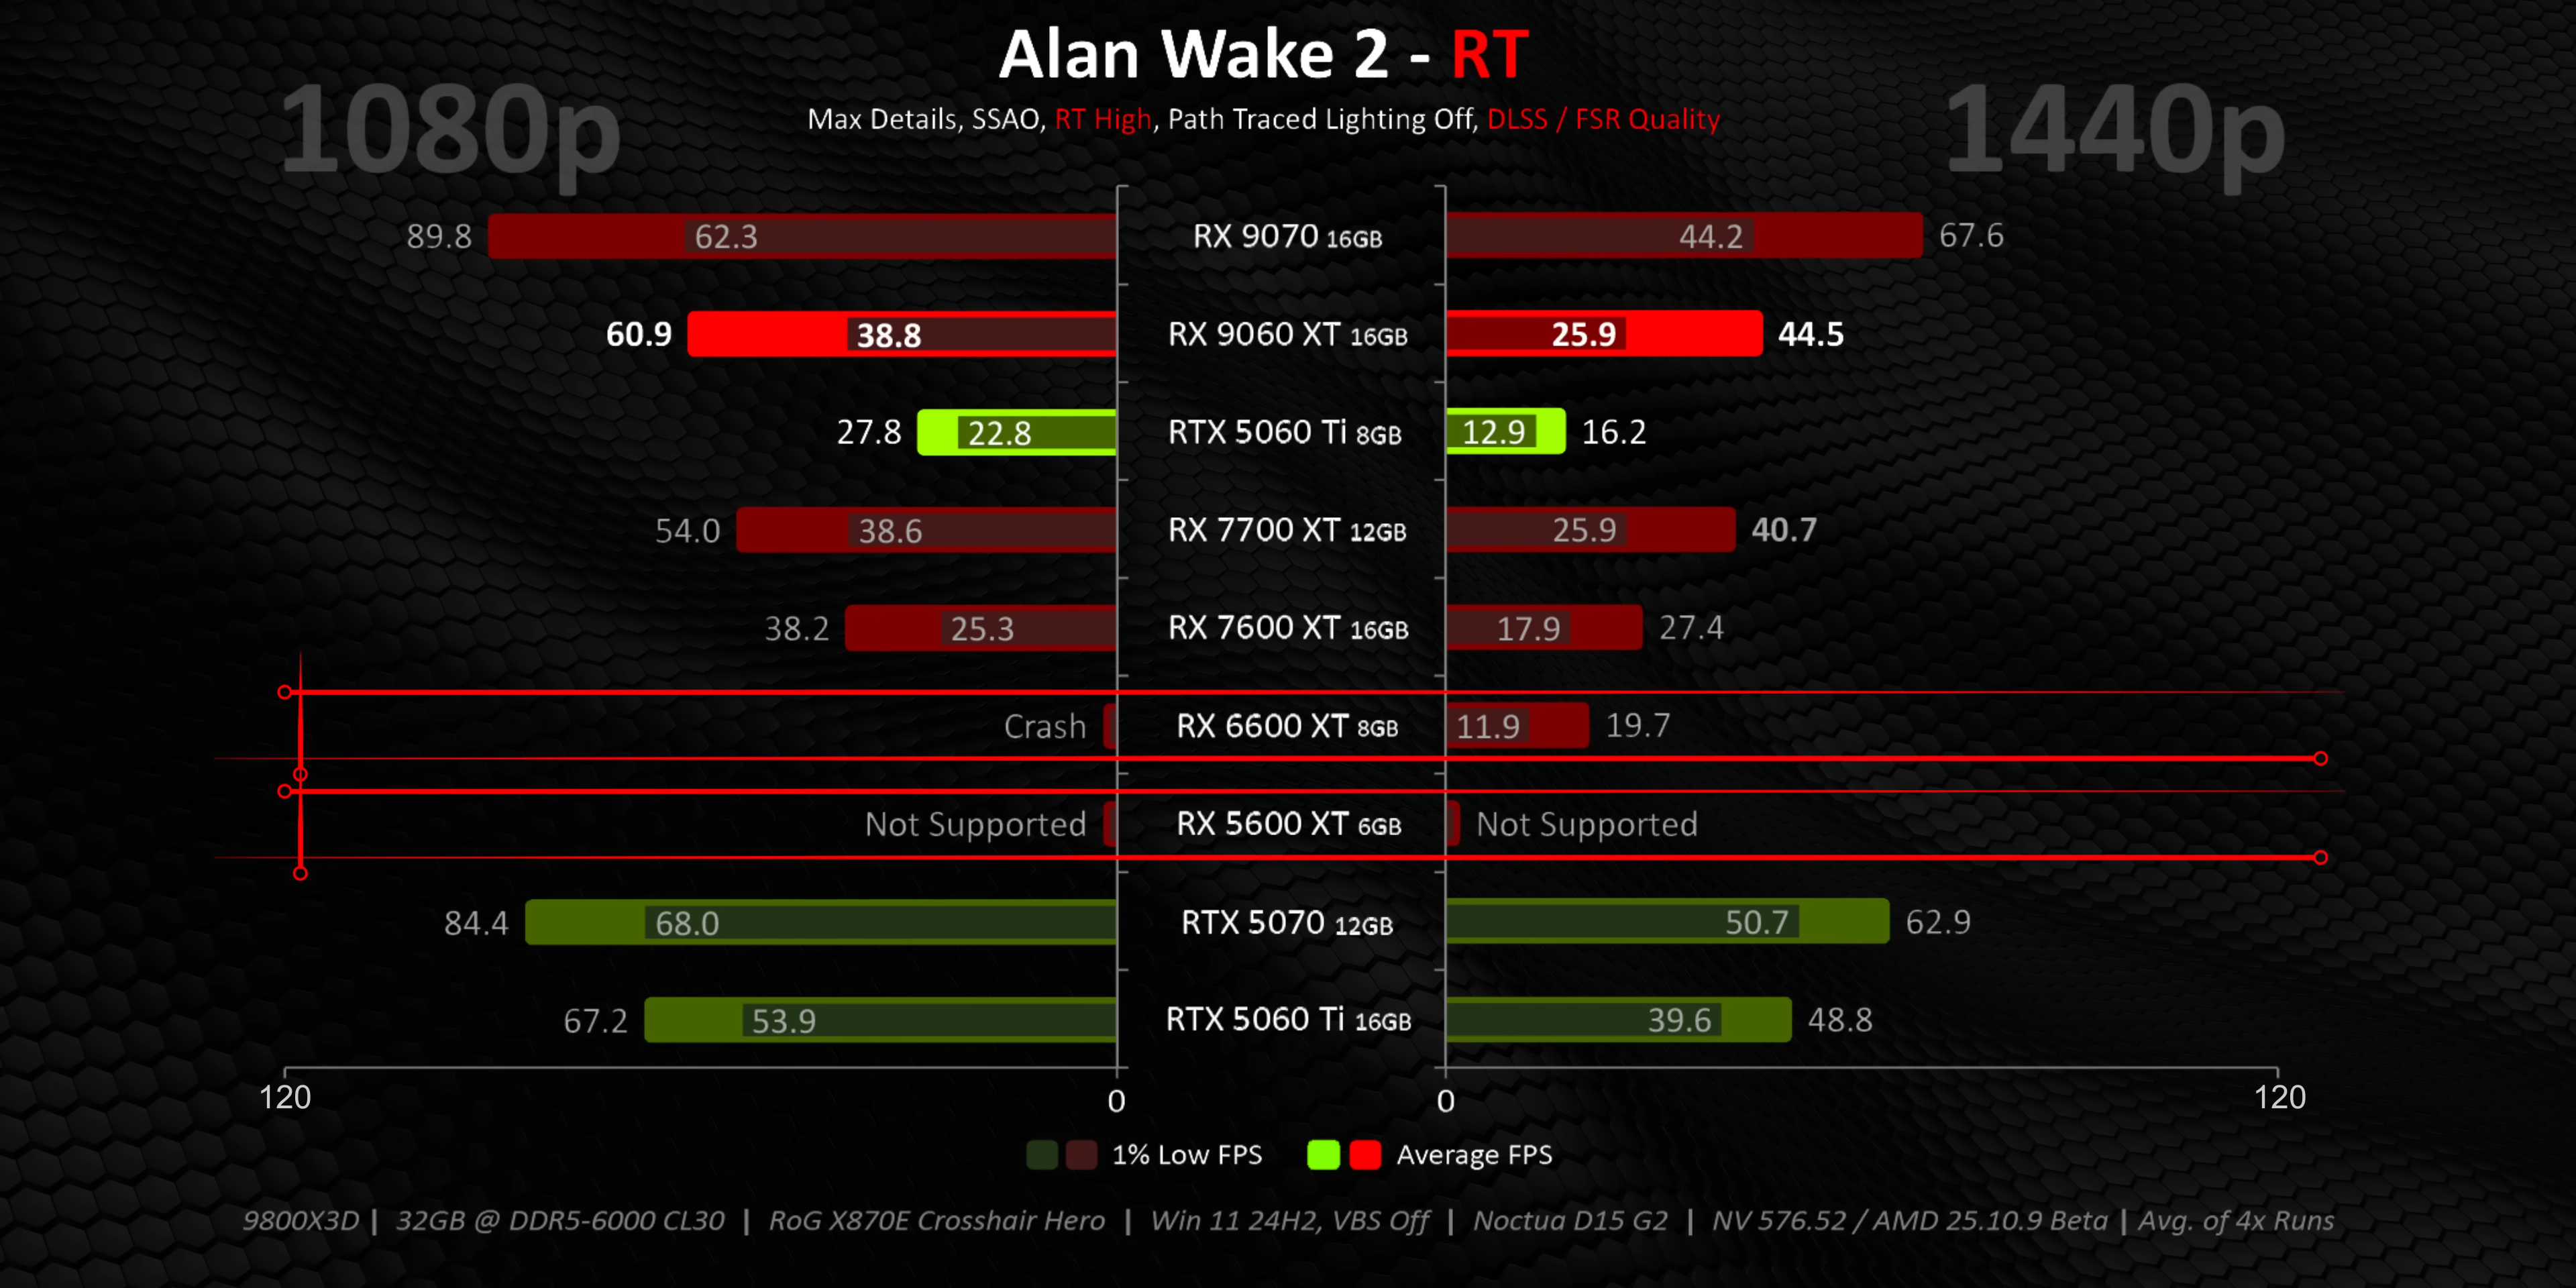 Alan Wake 2 - RT
1080p
1440p
Max Details, SSAO, RT High, Path Traced Lighting Off, DLSS / FSR Quality
89.8 62.3 RX 9070 16GB 44.2 67.6
60.9 38.8 RX 9060 XT 16GB 25.9 44.5
27.8 22.8 RTX 5060 Ti 8GB 12.9 16.2
54.0 38.6 RX 7700 XT 12GB 25.9 40.7
38.2 25.3 RX 7600 XT 16GB 17.9 27.4
Crash RX 6600 XT 8GB 11.9 19.7
Not Supported RX 5600 XT 6GB Not Supported
84.4 68.0 RTX 5070 12GB 50.7 62.9
67.2 53.9 RTX 5060 Ti 16GB 39.6 48.8
120 0 0 120
1% Low FPS Average FPS
9800X3D | 32GB @ DDR5-6000 CL30 | RoG X870E Crosshair Hero | Win 11 24H2, VBS Off | Noctua D15 G2 | NV 576.52 / AMD 25.10.9 Beta | Avg. of 4x Runs